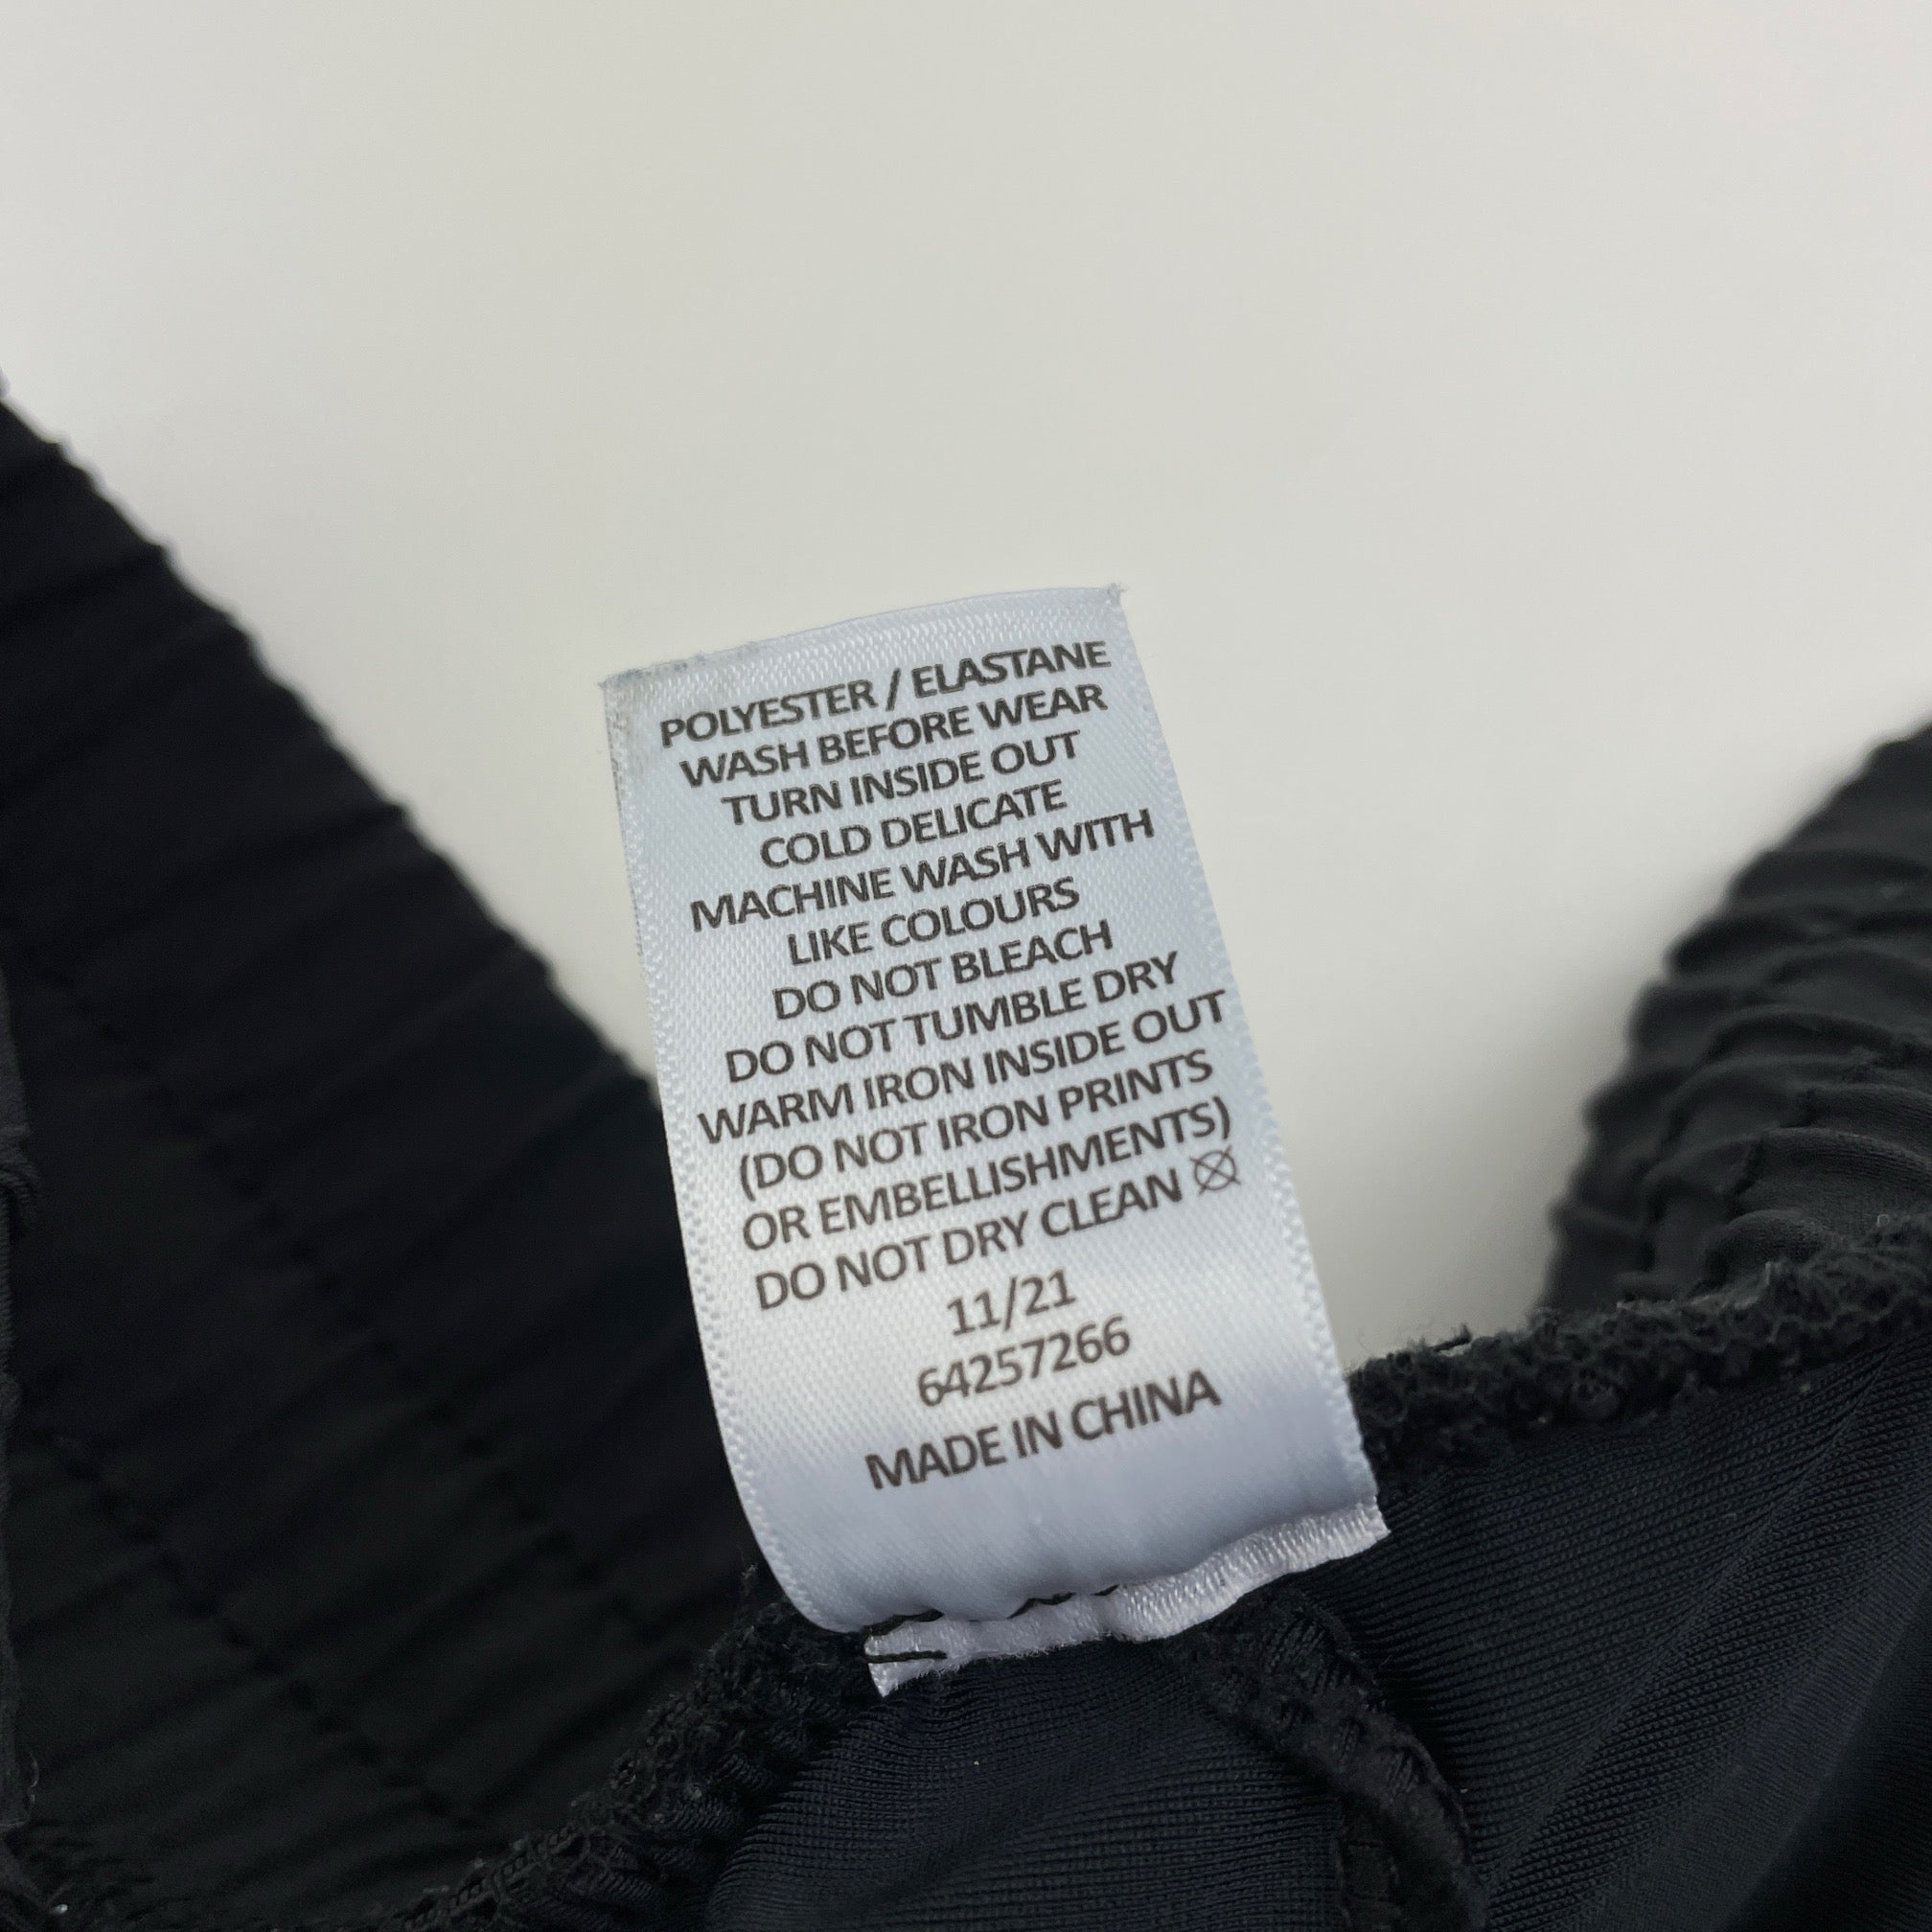 POLYESTER / ELASTANE
WASH BEFORE WEAR
TURN INSIDE OUT
COLD DELICATE
MACHINE WASH WITH
LIKE COLOURS
DO NOT BLEACH
DO NOT TUMBLE DRY
WARM IRON INSIDE OUT
(DO NOT IRON PRINTS
OR EMBELLISHMENTS)
DO NOT DRY CLEAN
11/21
64257266
MADE IN CHINA